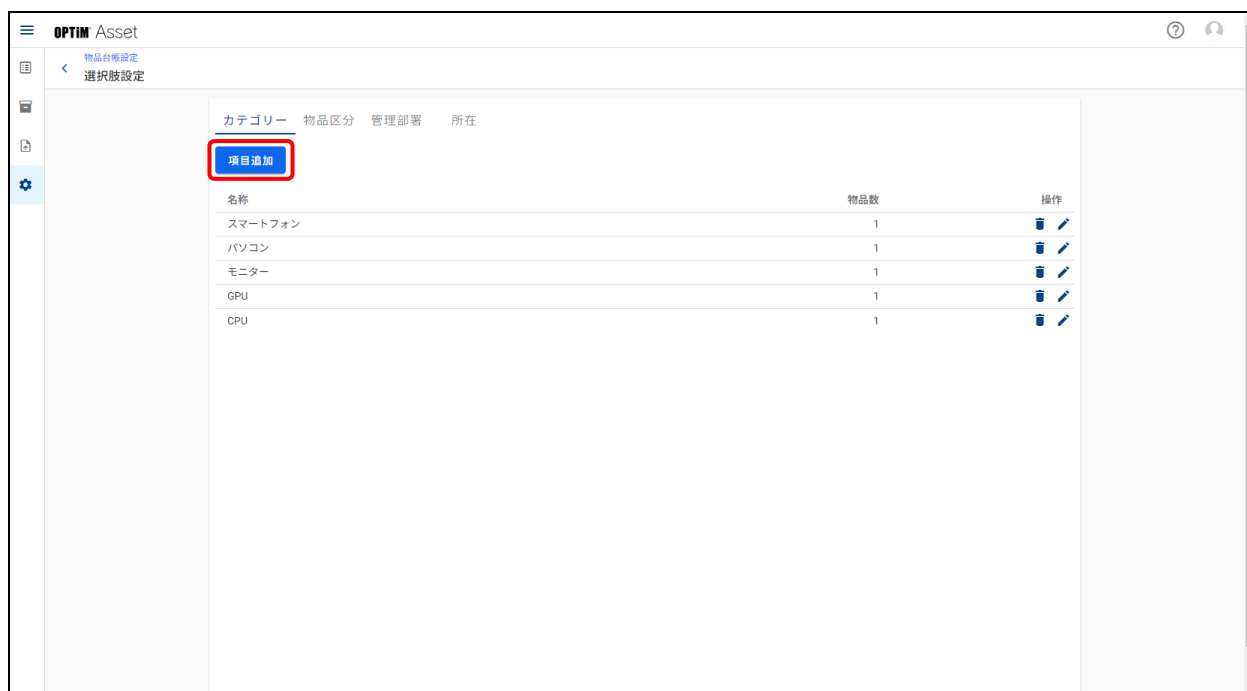 OPTiM Asset
物品台帳設定
選択肢設定
カテゴリー 物品区分 管理部署 所在
項目追加
名称 物品数 操作
スマートフォン 1
パソコン 1
モニター 1
GPU 1
CPU 1